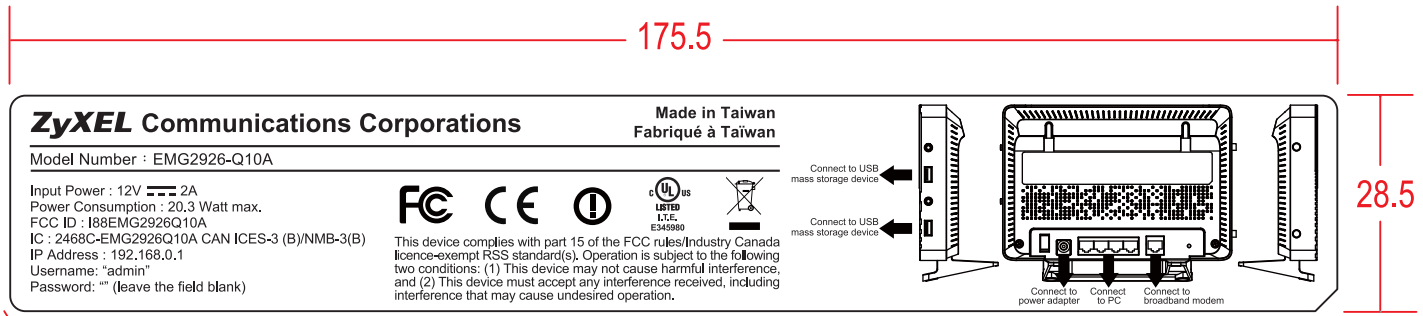 175.5
ZyXEL Communications Corporations
Made in Taiwan
Fabriqué à Taïwan
Model Number : EMG2926-Q10A
Input Power : 12V 2A
Power Consumption : 20.3 Watt max.
FCC ID : I88EMG2926Q10A
IC : 2468C-EMG2926Q10A CAN ICES-3 (B)/NMB-3(B)
IP Address : 192.168.0.1
Username: “admin”
Password: “” (leave the field blank)
FC CE
C UL US
LISTED
I.T.E.
E345980
This device complies with part 15 of the FCC rules/Industry Canada
licence-exempt RSS standard(s). Operation is subject to the following
two conditions: (1) This device may not cause harmful interference,
and (2) This device must accept any interference received, including
interference that may cause undesired operation.
Connect to USB
mass storage device
Connect to USB
mass storage device
Connect to
power adapter
Connect
to PC
Connect to
broadband modem
28.5